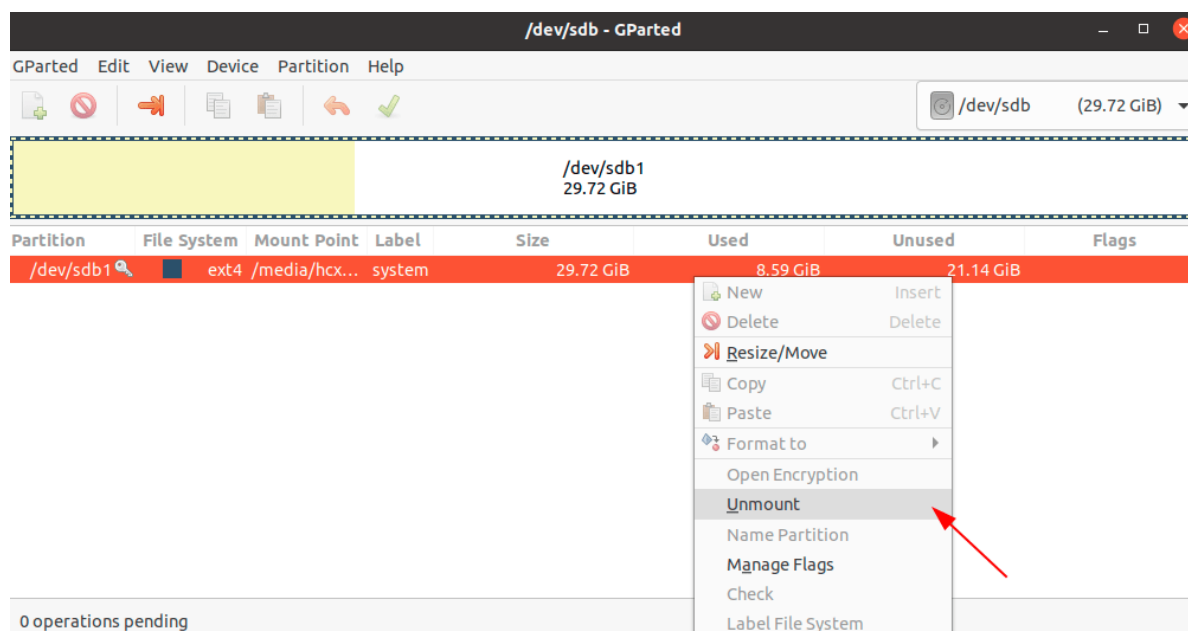 /dev/sdb - GParted
GParted Edit View Device Partition Help
/dev/sdb (29.72 GiB)
/dev/sdb1
29.72 GiB
Partition File System Mount Point Label Size Used Unused Flags
/dev/sdb1 ext4 /media/hcx... system 29.72 GiB 8.59 GiB 21.14 GiB
New Insert
Delete Delete
Resize/Move
Copy Ctrl+C
Paste Ctrl+V
Format to
Open Encryption
Unmount
Name Partition
Manage Flags
Check
Label File System
0 operations pending